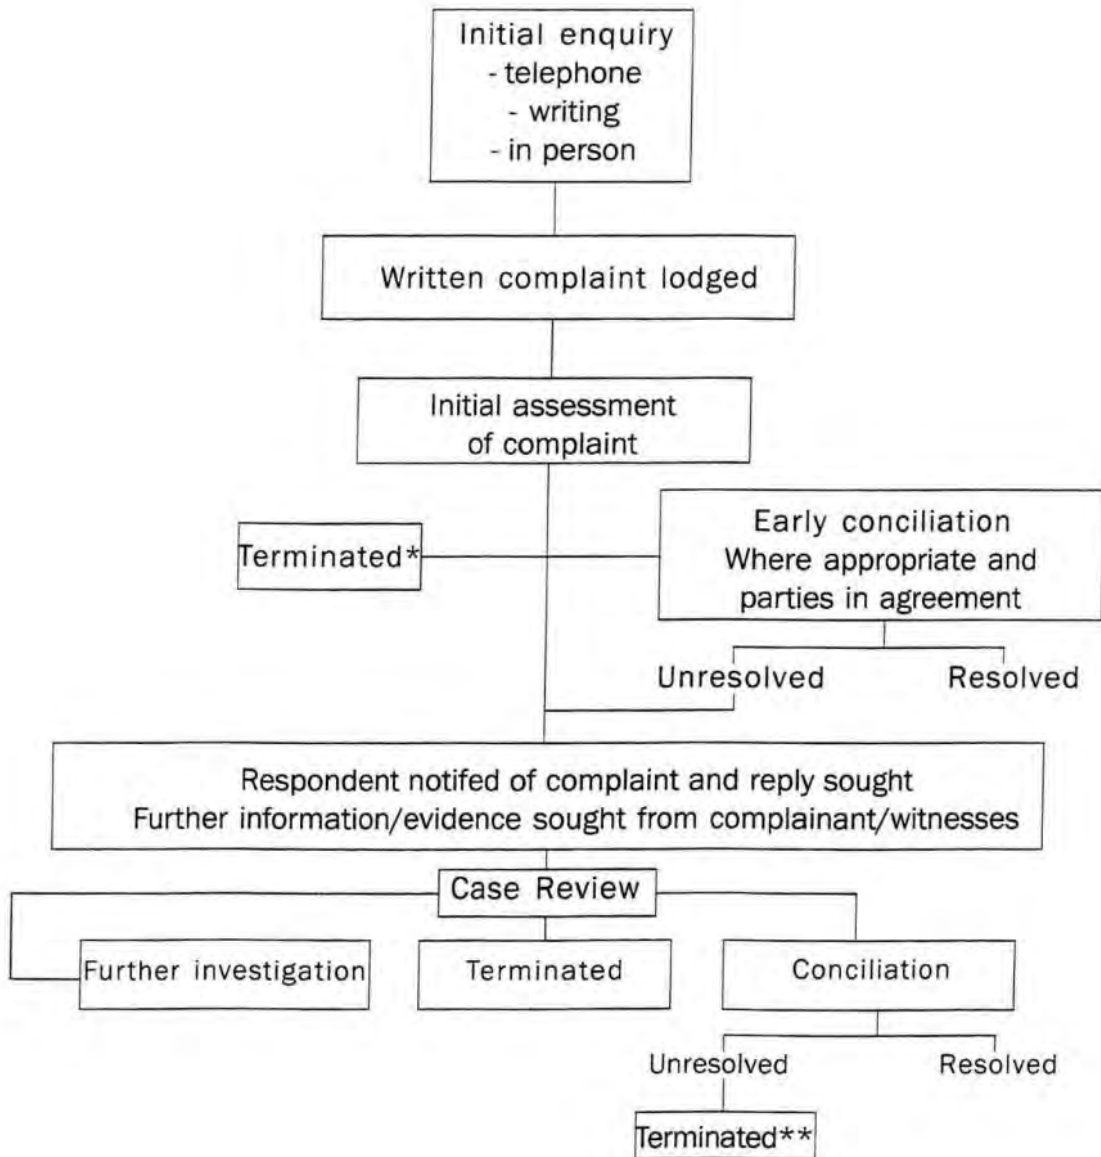 Initial enquiry
- telephone
- writing
- in person
Written complaint lodged
Initial assessment
of complaint
Terminated*
Early conciliation
Where appropriate and
parties in agreement
Unresolved
Resolved
Respondent notifed of complaint and reply sought
Further information/evidence sought from complainant/witnesses
Case Review
Further investigation
Terminated
Conciliation
Unresolved
Resolved
Terminated**